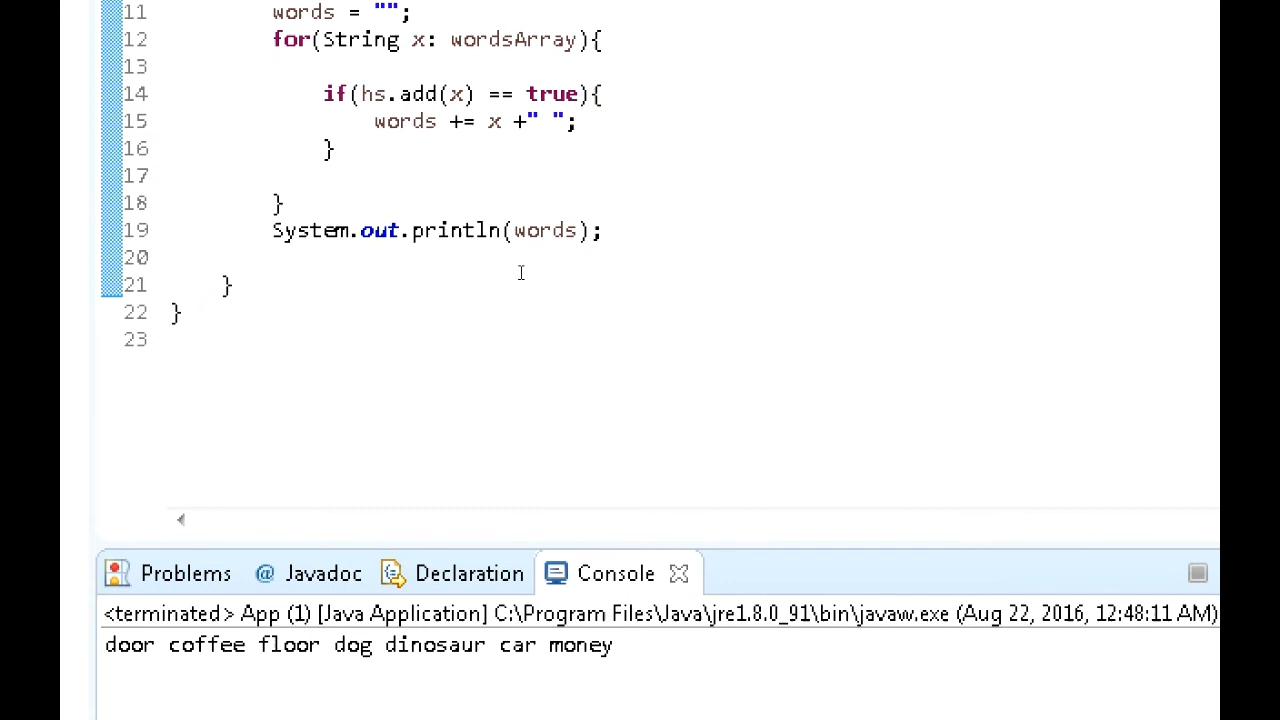 11 words = "";
12 for(String x: wordsArray){
13
14 if(hs.add(x) == true){
15 words += x +" ";
16 }
17
18 }
19 System.out.println(words);
20
21 }
22 }
23
Problems @ Javadoc Declaration Console
<terminated> App (1) [Java Application] C:\Program Files\Java\jre1.8.0_91\bin\javaw.exe (Aug 22, 2016, 12:48:11 AM)
door coffee floor dog dinosaur car money